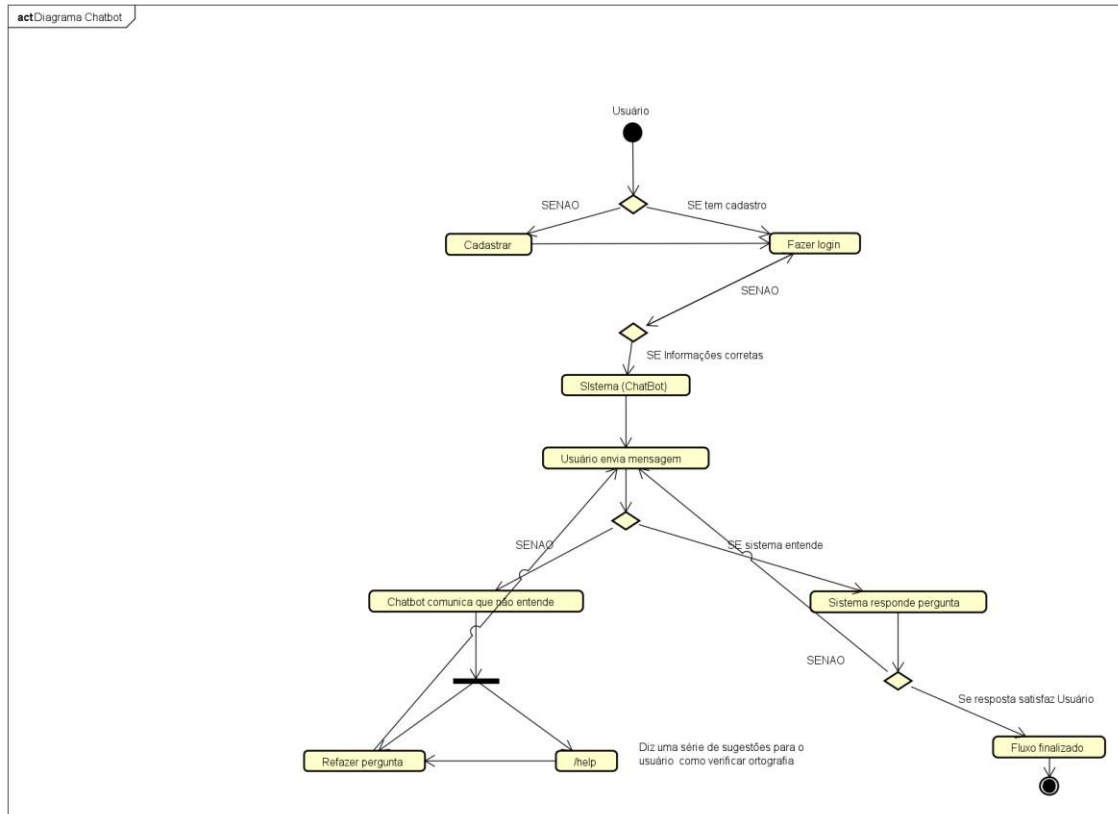 act Diagrama Chatbot
Usuário
SENAO
SE tem cadastro
Cadastrar
Fazer login
SENAO
SE Informações corretas
SIstema (ChatBot)
Usuário envia mensagem
SENAO
SE sistema entende
Chatbot comunica que não entende
Sistema responde pergunta
SENAO
Se resposta satisfaz Usuário
Refazer pergunta
/help
Diz uma série de sugestões para o
usuário como verificar ortografia
Fluxo finalizado